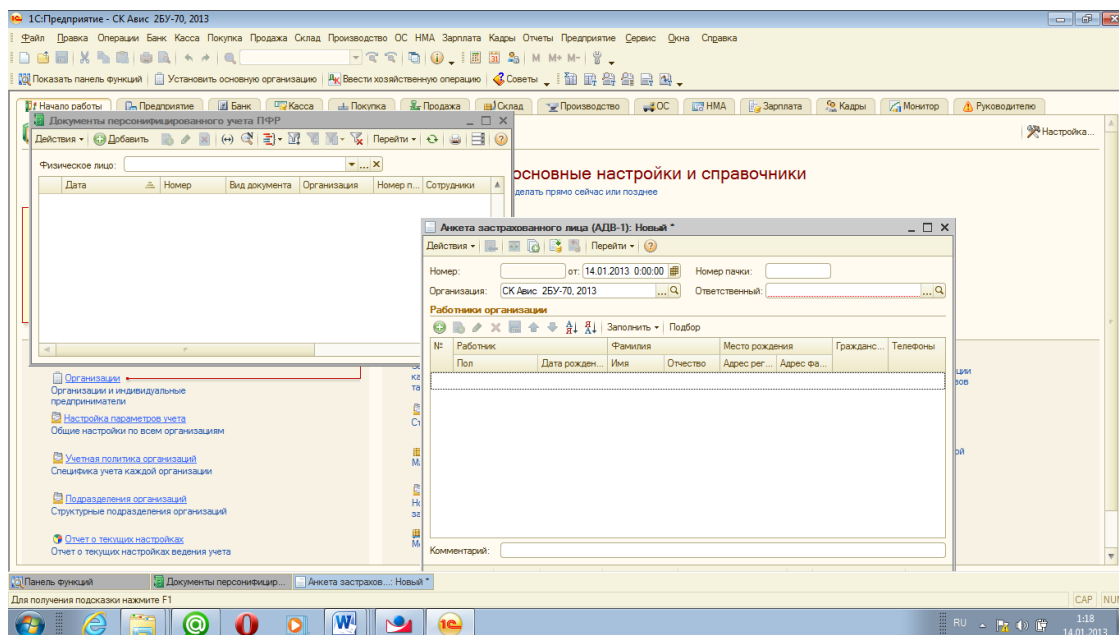 1С:Предприятие - СК Авис 2БУ-70, 2013
Файл Правка Операции Банк Касса Покупка Продажа Склад Производство ОС НМА Зарплата Кадры Отчеты Предприятие Сервис Окна Справка
M M+ M-
Показать панель функций Установить основную организацию Ввести хозяйственную операцию Советы
Начало работы Предприятие Банк Касса Покупка Продажа Склад Производство ОС НМА Зарплата Кадры Монитор Руководителю
Документы персонифицированного учета ПФР
Настройка...
Действия Добавить Перейти
Физическое лицо:
Дата Номер Вид документа Организация Номер п... Сотрудники
основные настройки и справочники
делать прямо сейчас или позднее
Анкета застрахованного лица (АДВ-1): Новый *
Действия Перейти
Номер: от: 14.01.2013 0:00:00 Номер пачки:
Организация: СК Авис 2БУ-70, 2013 Ответственный:
Работники организации
Заполнить Подбор
№ Работник Фамилия Место рождения Гражданс... Телефоны
Пол Дата рожден... Имя Отчество Адрес рег... Адрес фа...
Организации
Организации и индивидуальные
предприниматели
Настройка параметров учета
Общие настройки по всем организациям
Учетная политика организаций
Специфика учета каждой организации
Подразделения организаций
Структурные подразделения организаций
Отчет о текущих настройках
Отчет о текущих настройках ведения учета
Комментарий:
Панель функций Документы персонифицир... Анкета застрахов...: Новый *
Для получения подсказки нажмите F1
CAP NUM
RU
1:18
14.01.2013